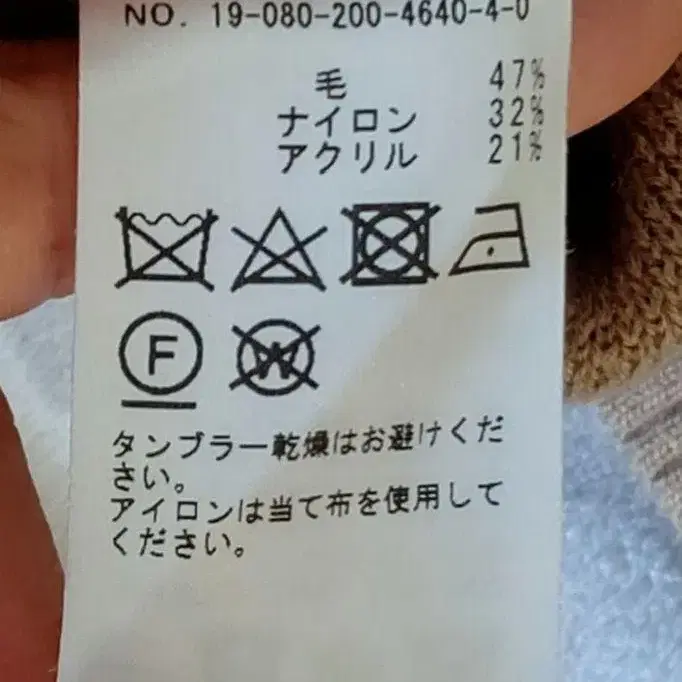 NO. 19-080-200-4640-4-0
毛 47%
ナイロン 32%
アクリル 21%
F W
タンブラー乾燥はお避けくだ
さい。
アイロンは当て布を使用して
ください。